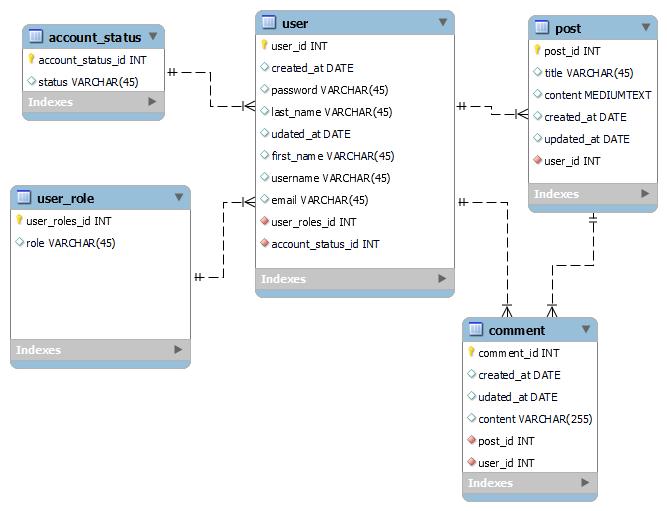 account_status
account_status_id INT
status VARCHAR(45)
Indexes
user
user_id INT
created_at DATE
password VARCHAR(45)
last_name VARCHAR(45)
udated_at DATE
first_name VARCHAR(45)
username VARCHAR(45)
email VARCHAR(45)
user_roles_id INT
account_status_id INT
Indexes
post
post_id INT
title VARCHAR(45)
content MEDIUMTEXT
created_at DATE
updated_at DATE
user_id INT
Indexes
user_role
user_roles_id INT
role VARCHAR(45)
Indexes
comment
comment_id INT
created_at DATE
udated_at DATE
content VARCHAR(255)
post_id INT
user_id INT
Indexes